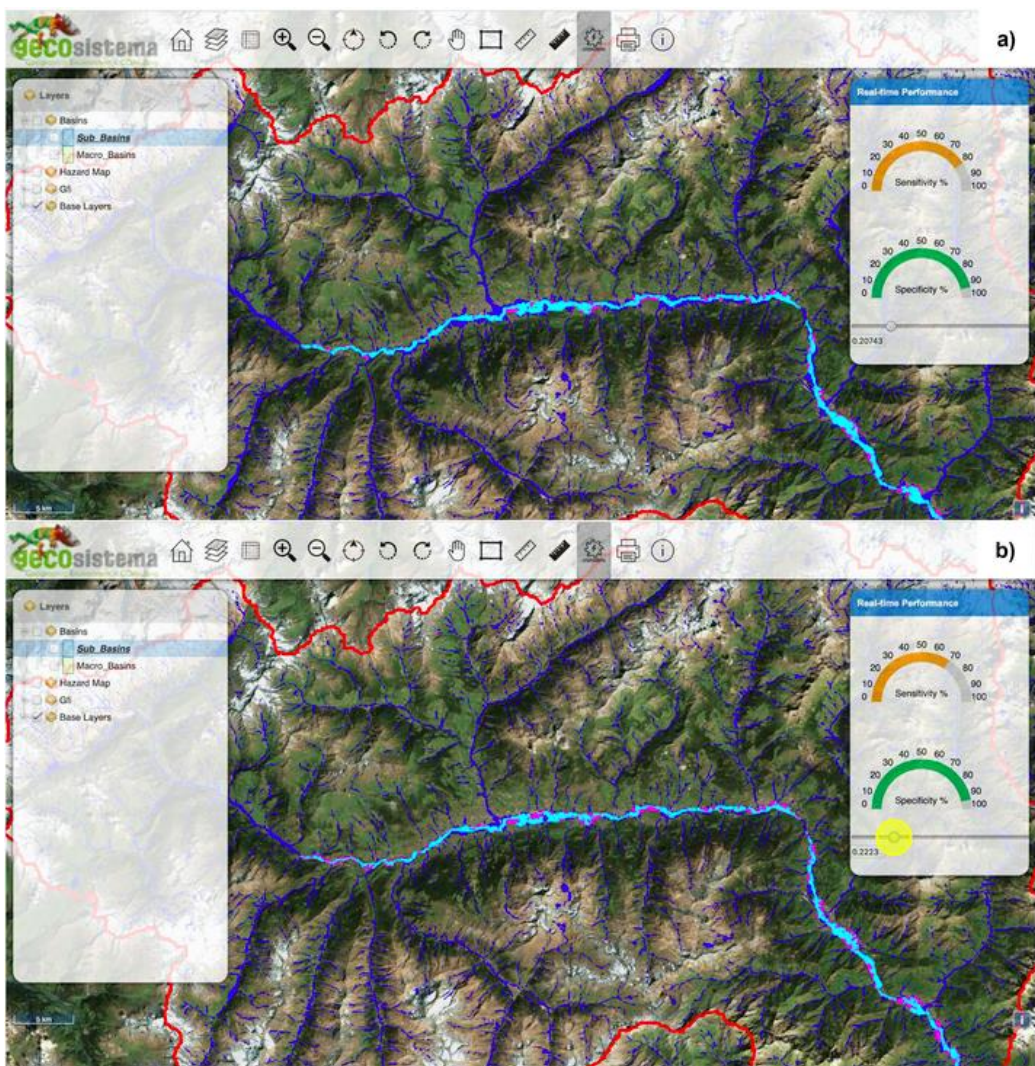 a)
gecosistema
Layers
Basins
Sub_Basins
Macro_Basins
Hazard Map
Gfi
Base Layers
5 km
Real-time Performance
0 10 20 30 40 50 60 70 80 90 100
Sensitivity %
0 10 20 30 40 50 60 70 80 90 100
Specificity %
0.20743
i
b)
gecosistema
Layers
Basins
Sub_Basins
Macro_Basins
Hazard Map
Gfi
Base Layers
5 km
Real-time Performance
0 10 20 30 40 50 60 70 80 90 100
Sensitivity %
0 10 20 30 40 50 60 70 80 90 100
Specificity %
0.2223
i